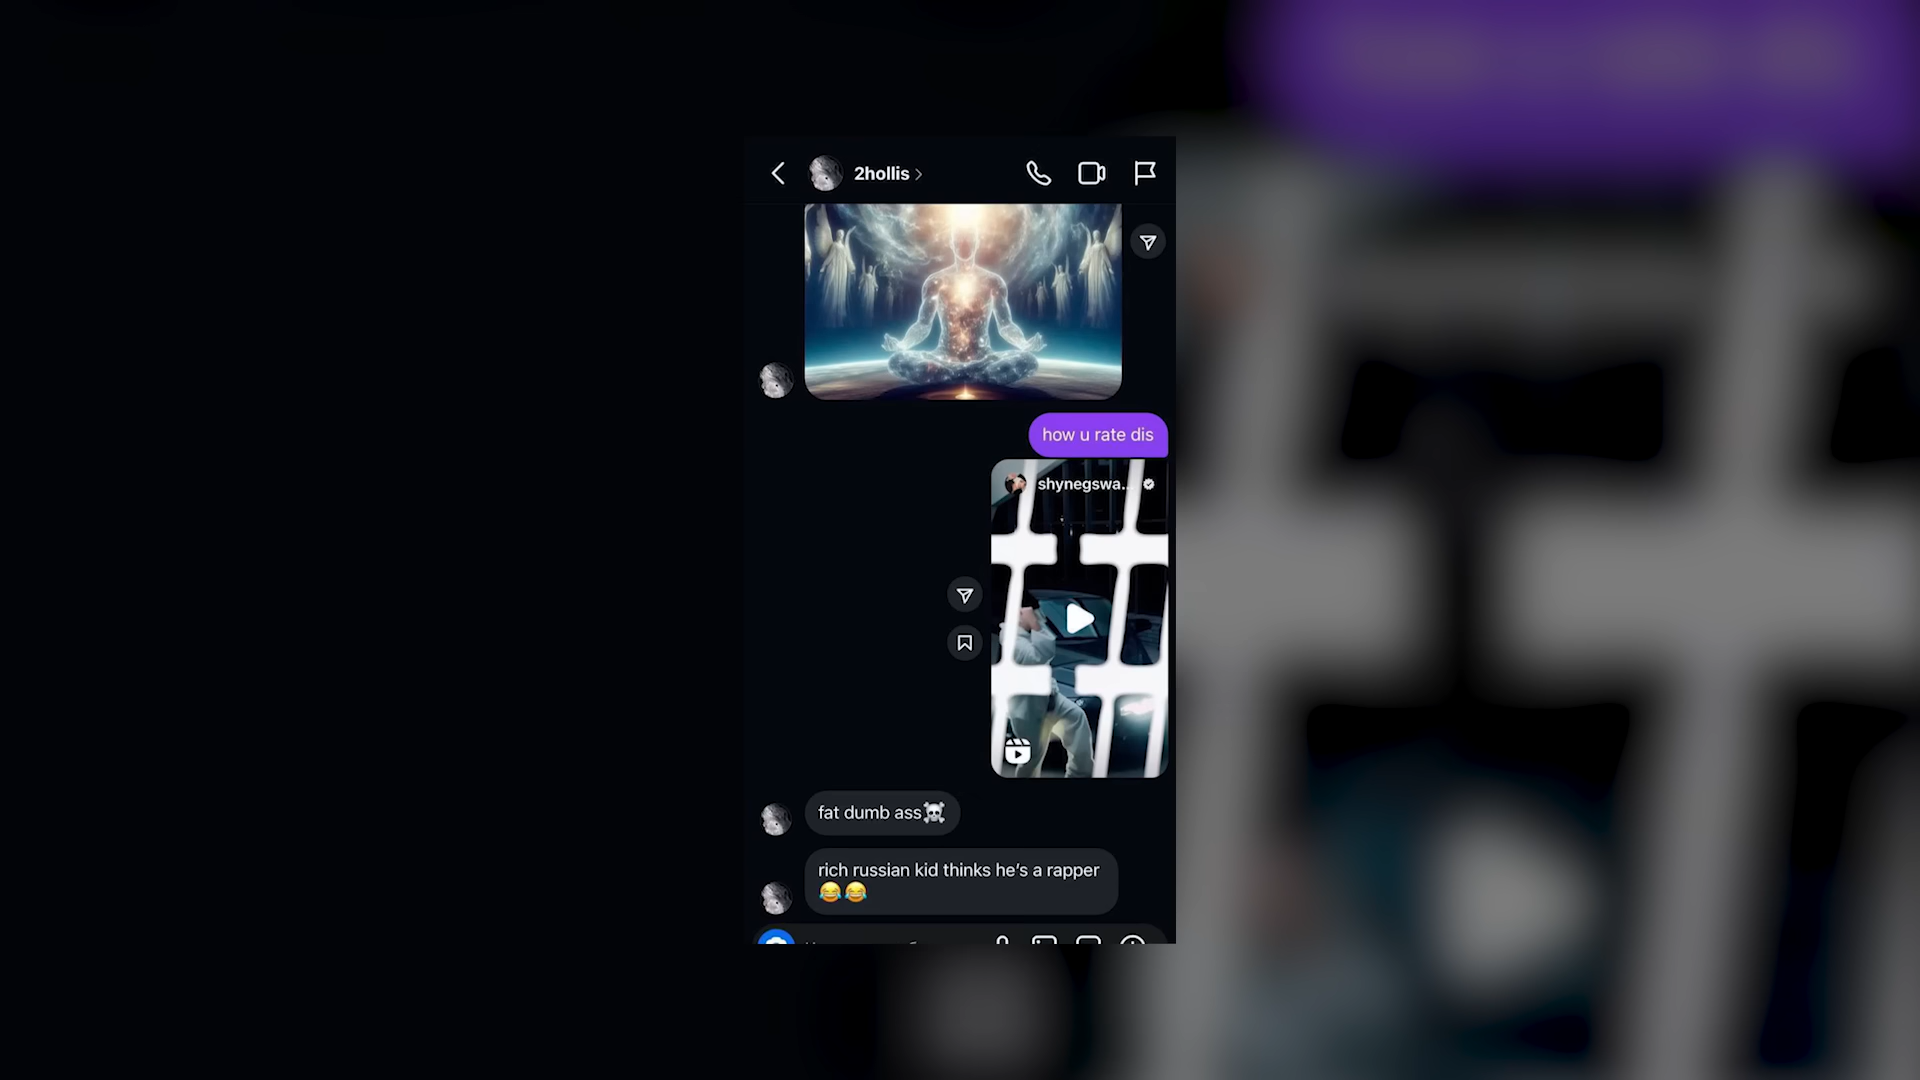 2hollis
how u rate dis
shynegswa...
fat dumb ass☠️
rich russian kid thinks he's a rapper
😂😂